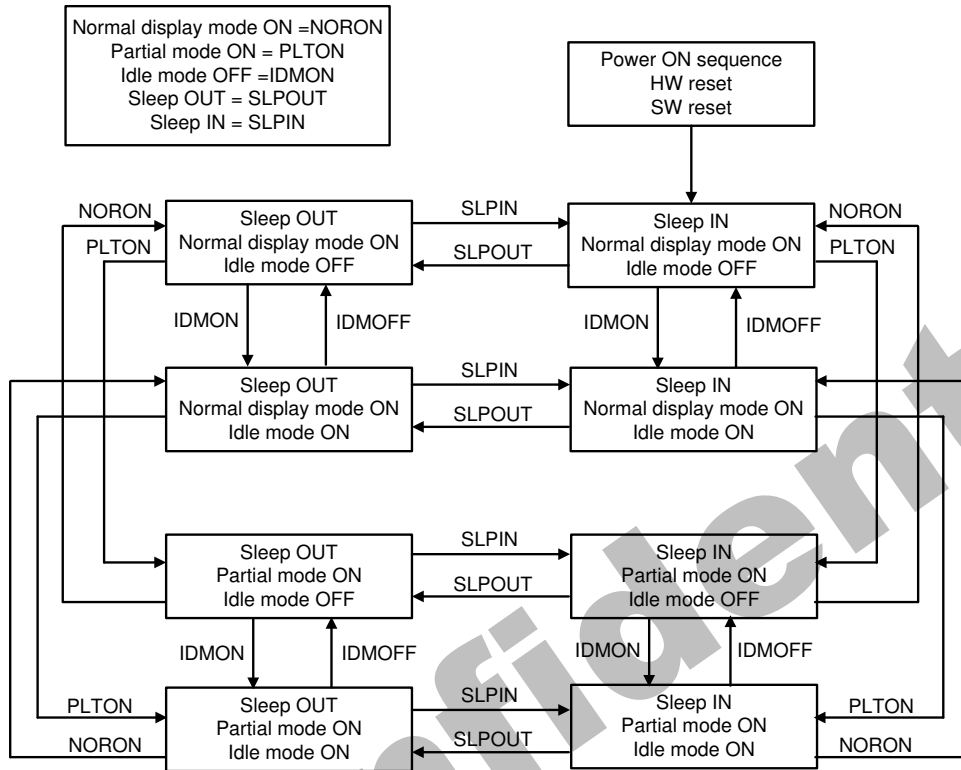 Normal display mode ON =NORON
Partial mode ON = PLTON
Idle mode OFF =IDMON
Sleep OUT = SLPOUT
Sleep IN = SLPIN
Power ON sequence
HW reset
SW reset
NORON
PLTON
Sleep OUT
Normal display mode ON
Idle mode OFF
SLPIN
SLPOUT
Sleep IN
Normal display mode ON
Idle mode OFF
NORON
PLTON
IDMON
IDMOFF
IDMON
IDMOFF
Sleep OUT
Normal display mode ON
Idle mode ON
SLPIN
SLPOUT
Sleep IN
Normal display mode ON
Idle mode ON
Sleep OUT
Partial mode ON
Idle mode OFF
SLPIN
SLPOUT
Sleep IN
Partial mode ON
Idle mode OFF
IDMON
IDMOFF
IDMON
IDMOFF
PLTON
NORON
Sleep OUT
Partial mode ON
Idle mode ON
SLPIN
SLPOUT
Sleep IN
Partial mode ON
Idle mode ON
PLTON
NORON
nfident